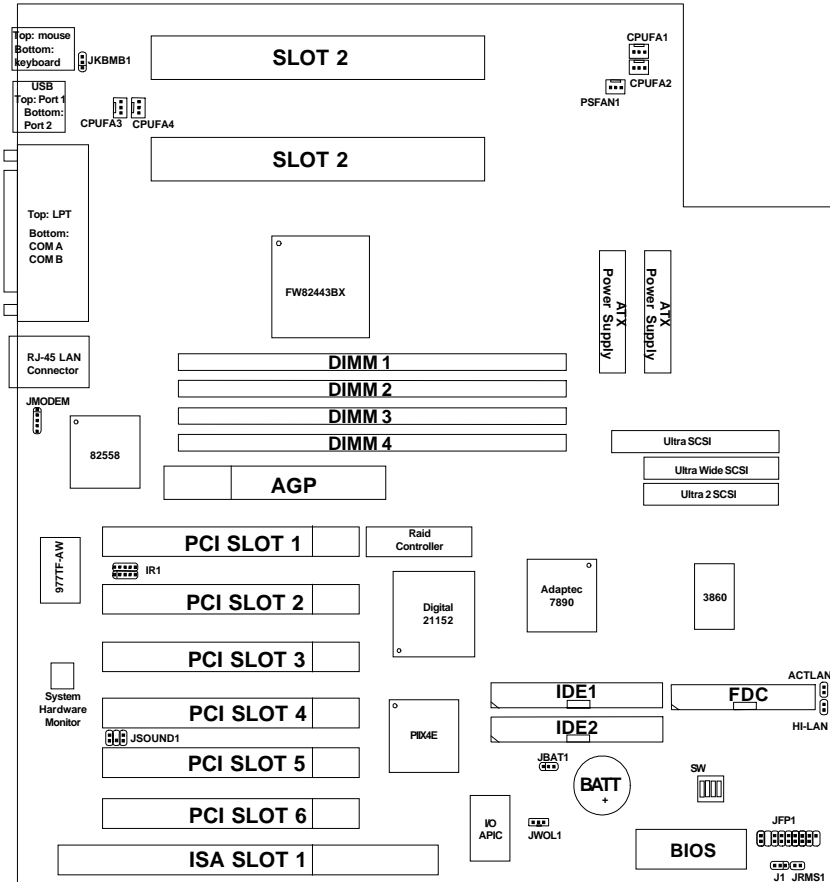 Top: mouse
Bottom:
keyboard
JKBMB1
SLOT 2
CPUFA1
CPUFA2
PSFAN1
USB
Top: Port 1
Bottom:
Port 2
CPUFA3
CPUFA4
SLOT 2
Top: LPT
Bottom:
COM A
COM B
FW82443BX
ATX
Power Supply
ATX
Power Supply
RJ-45 LAN
Connector
DIMM 1
DIMM 2
DIMM 3
DIMM 4
JMODEM
82558
AGP
Ultra SCSI
Ultra Wide SCSI
Ultra 2 SCSI
PCI SLOT 1
Raid
Controller
977TF-AW
IR1
PCI SLOT 2
Digital
21152
Adaptec
7890
3860
PCI SLOT 3
System
Hardware
Monitor
IDE1
FDC
ACTLAN
HI-LAN
PCI SLOT 4
JSOUND1
PIIX4E
IDE2
PCI SLOT 5
JBAT1
BATT
+
SW
PCI SLOT 6
I/O
APIC
JWOL1
BIOS
JFP1
ISA SLOT 1
J1
JRMS1